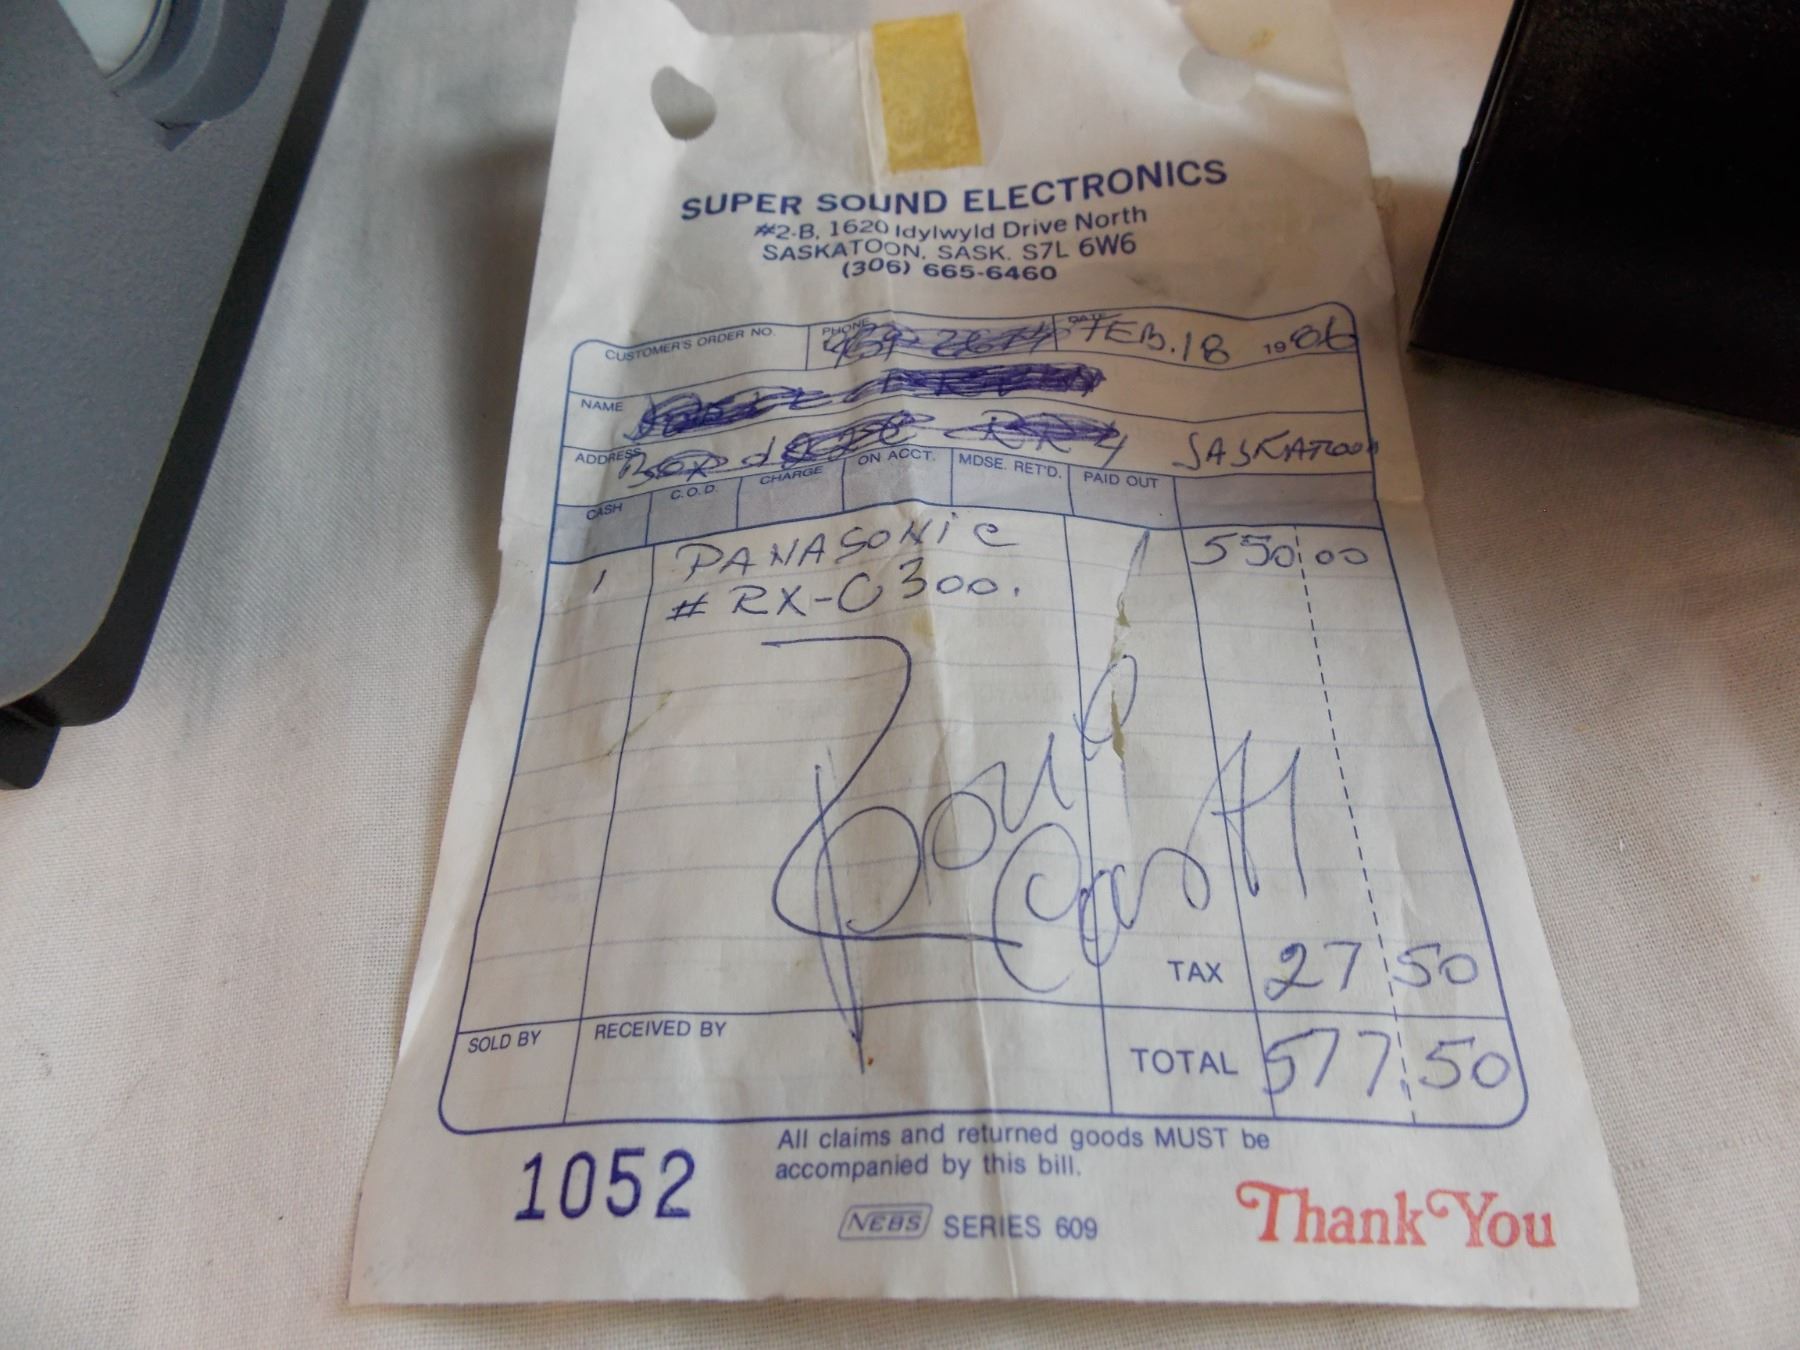 SUPER SOUND ELECTRONICS
#2-B, 1620 Idylwyld Drive North
SASKATOON, SASK. S7L 6W6
(306) 665-6460
CUSTOMER'S ORDER NO. PHONE DATE FEB. 18 1986
NAME
ADDRESS SASKATOON
CASH C.O.D. CHARGE ON ACCT. MDSE. RET'D. PAID OUT
1 PANASONIC 550 00
# RX-C300.
Paid
Cash
TAX 27 50
SOLD BY RECEIVED BY TOTAL 577.50
1052
All claims and returned goods MUST be
accompanied by this bill.
NEBS SERIES 609
Thank You